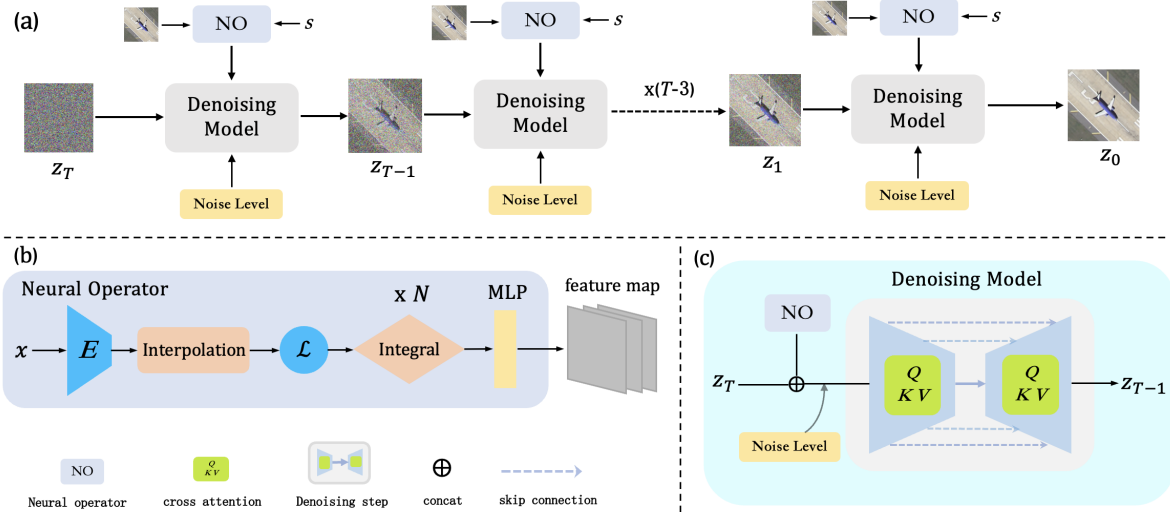 (a)
NO
s
NO
s
NO
s
z_T
Denoising
Model
z_{T−1}
Denoising
Model
x(T-3)
z_1
Denoising
Model
z_0
Noise Level
Noise Level
Noise Level
(b)
Neural Operator
x
E
Interpolation
ℒ
x N
Integral
MLP
feature map
NO
Neural operator
Q
K V
cross attention
Denoising step
⊕
concat
skip connection
(c)
Denoising Model
NO
z_T
⊕
Noise Level
Q
K V
Q
K V
z_{T−1}